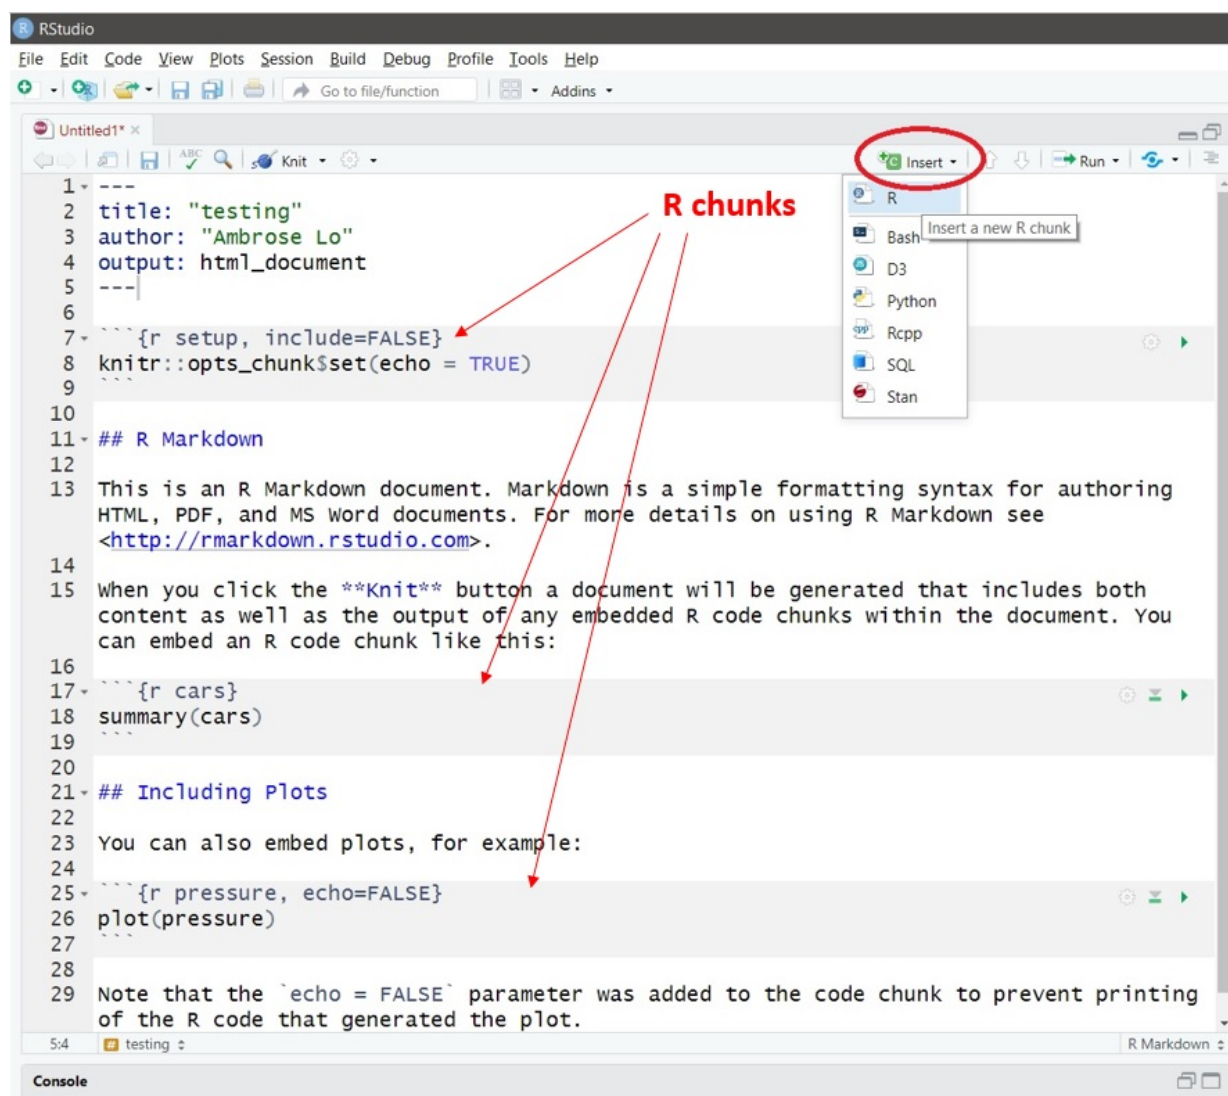 RStudio
File Edit Code View Plots Session Build Debug Profile Tools Help
Go to file/function Addins
Untitled1*
ABC Knit Insert Run
1 ---
2 title: "testing"
3 author: "Ambrose Lo"
4 output: html_document
5 ---
6
7 ```{r setup, include=FALSE}
8 knitr::opts_chunk$set(echo = TRUE)
9 ```
10
11 ## R Markdown
12
13 This is an R Markdown document. Markdown is a simple formatting syntax for authoring
HTML, PDF, and MS Word documents. For more details on using R Markdown see
<http://rmarkdown.rstudio.com>.
14
15 When you click the **Knit** button a document will be generated that includes both
content as well as the output of any embedded R code chunks within the document. You
can embed an R code chunk like this:
16
17 ```{r cars}
18 summary(cars)
19 ```
20
21 ## Including Plots
22
23 You can also embed plots, for example:
24
25 ```{r pressure, echo=FALSE}
26 plot(pressure)
27 ```
28
29 Note that the `echo = FALSE` parameter was added to the code chunk to prevent printing
of the R code that generated the plot.
R chunks
R
Insert a new R chunk
Bash
D3
Python
Rcpp
SQL
Stan
5:4 # testing R Markdown
Console